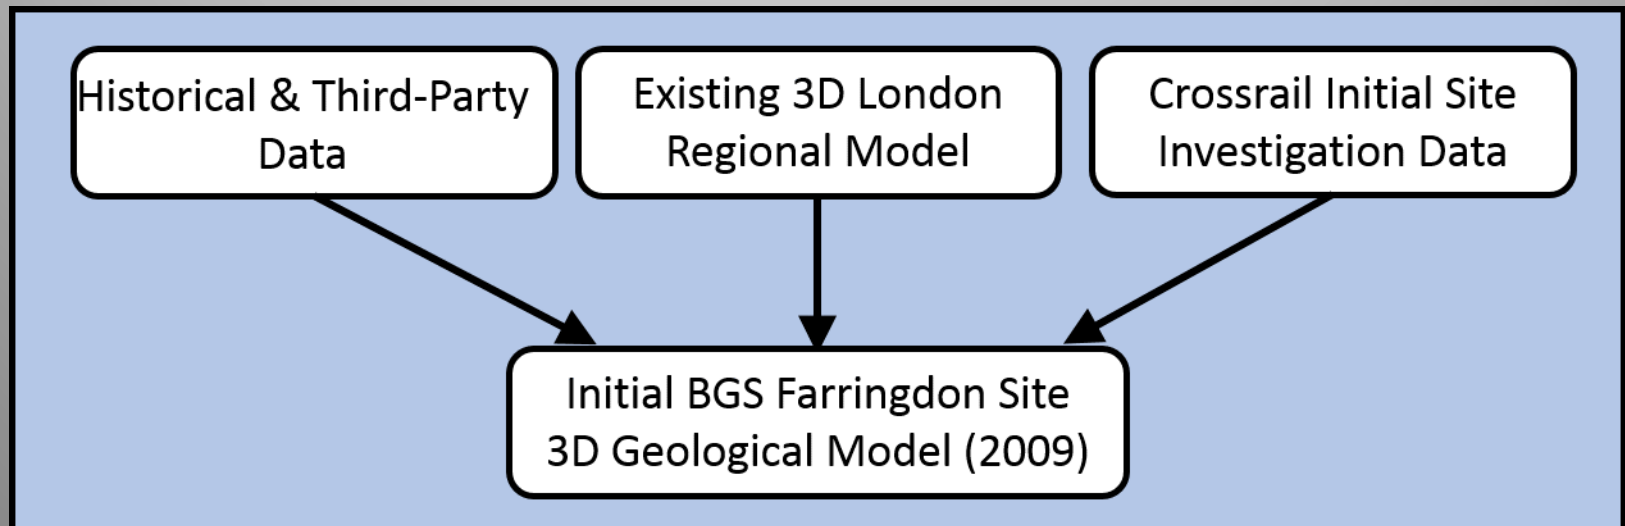 Historical & Third-Party
Data
Existing 3D London
Regional Model
Crossrail Initial Site
Investigation Data
Initial BGS Farringdon Site
3D Geological Model (2009)